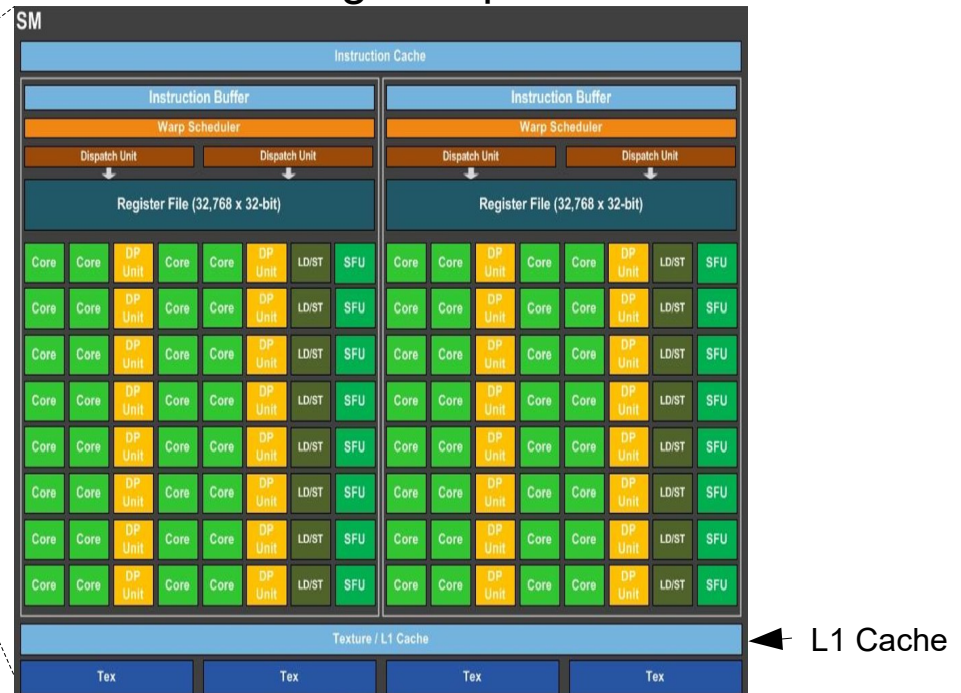 SM
Instruction Cache
Instruction Buffer Instruction Buffer
Warp Scheduler Warp Scheduler
Dispatch Unit Dispatch Unit Dispatch Unit Dispatch Unit
Register File (32,768 x 32-bit) Register File (32,768 x 32-bit)
Core Core DP Unit Core Core DP Unit LD/ST SFU Core Core DP Unit Core Core DP Unit LD/ST SFU
Core Core DP Unit Core Core DP Unit LD/ST SFU Core Core DP Unit Core Core DP Unit LD/ST SFU
Core Core DP Unit Core Core DP Unit LD/ST SFU Core Core DP Unit Core Core DP Unit LD/ST SFU
Core Core DP Unit Core Core DP Unit LD/ST SFU Core Core DP Unit Core Core DP Unit LD/ST SFU
Core Core DP Unit Core Core DP Unit LD/ST SFU Core Core DP Unit Core Core DP Unit LD/ST SFU
Core Core DP Unit Core Core DP Unit LD/ST SFU Core Core DP Unit Core Core DP Unit LD/ST SFU
Core Core DP Unit Core Core DP Unit LD/ST SFU Core Core DP Unit Core Core DP Unit LD/ST SFU
Core Core DP Unit Core Core DP Unit LD/ST SFU Core Core DP Unit Core Core DP Unit LD/ST SFU
Texture / L1 Cache
L1 Cache
Tex Tex Tex Tex